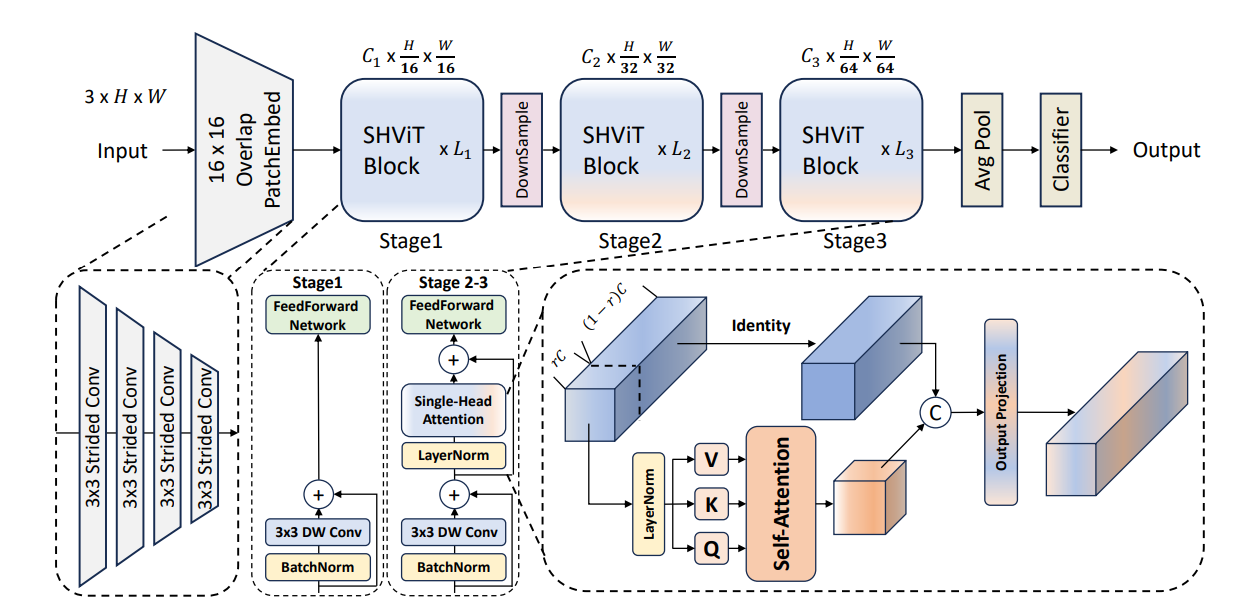 C₁ x H/16 x W/16
C₂ x H/32 x W/32
C₃ x H/64 x W/64
3 x H x W
Input
16 x 16
Overlap
PatchEmbed
SHViT
Block
x L₁
DownSample
SHViT
Block
x L₂
DownSample
SHViT
Block
x L₃
Avg Pool
Classifier
Output
Stage1
Stage2
Stage3
3x3 Strided Conv
3x3 Strided Conv
3x3 Strided Conv
3x3 Strided Conv
Stage1
FeedForward
Network
+
3x3 DW Conv
BatchNorm
Stage 2-3
FeedForward
Network
+
Single-Head
Attention
LayerNorm
+
3x3 DW Conv
BatchNorm
(1 − r)C
rC
Identity
LayerNorm
V
K
Q
Self-Attention
C
Output Projection